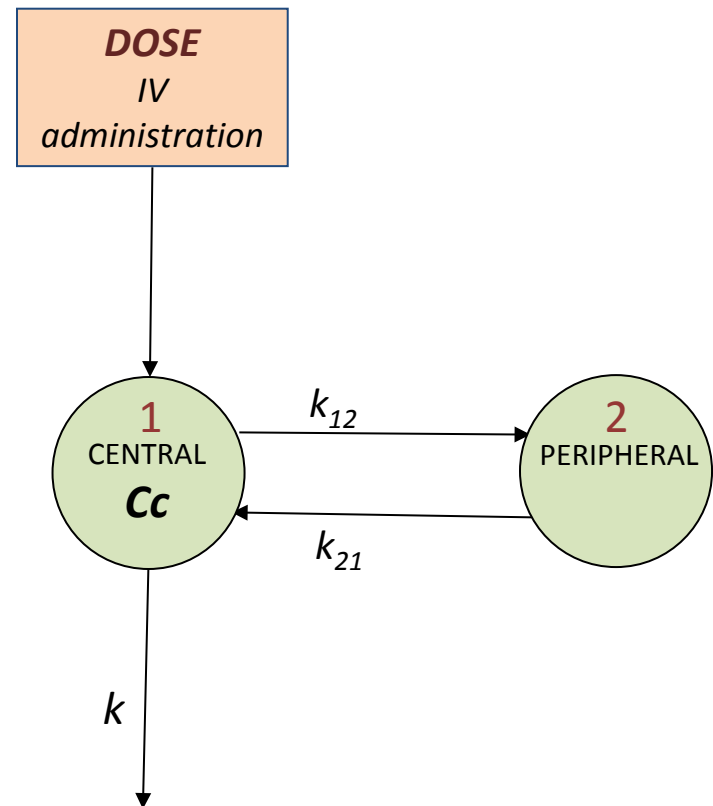 DOSE
IV
administration
1
CENTRAL
Cc
k12
2
PERIPHERAL
k21
k